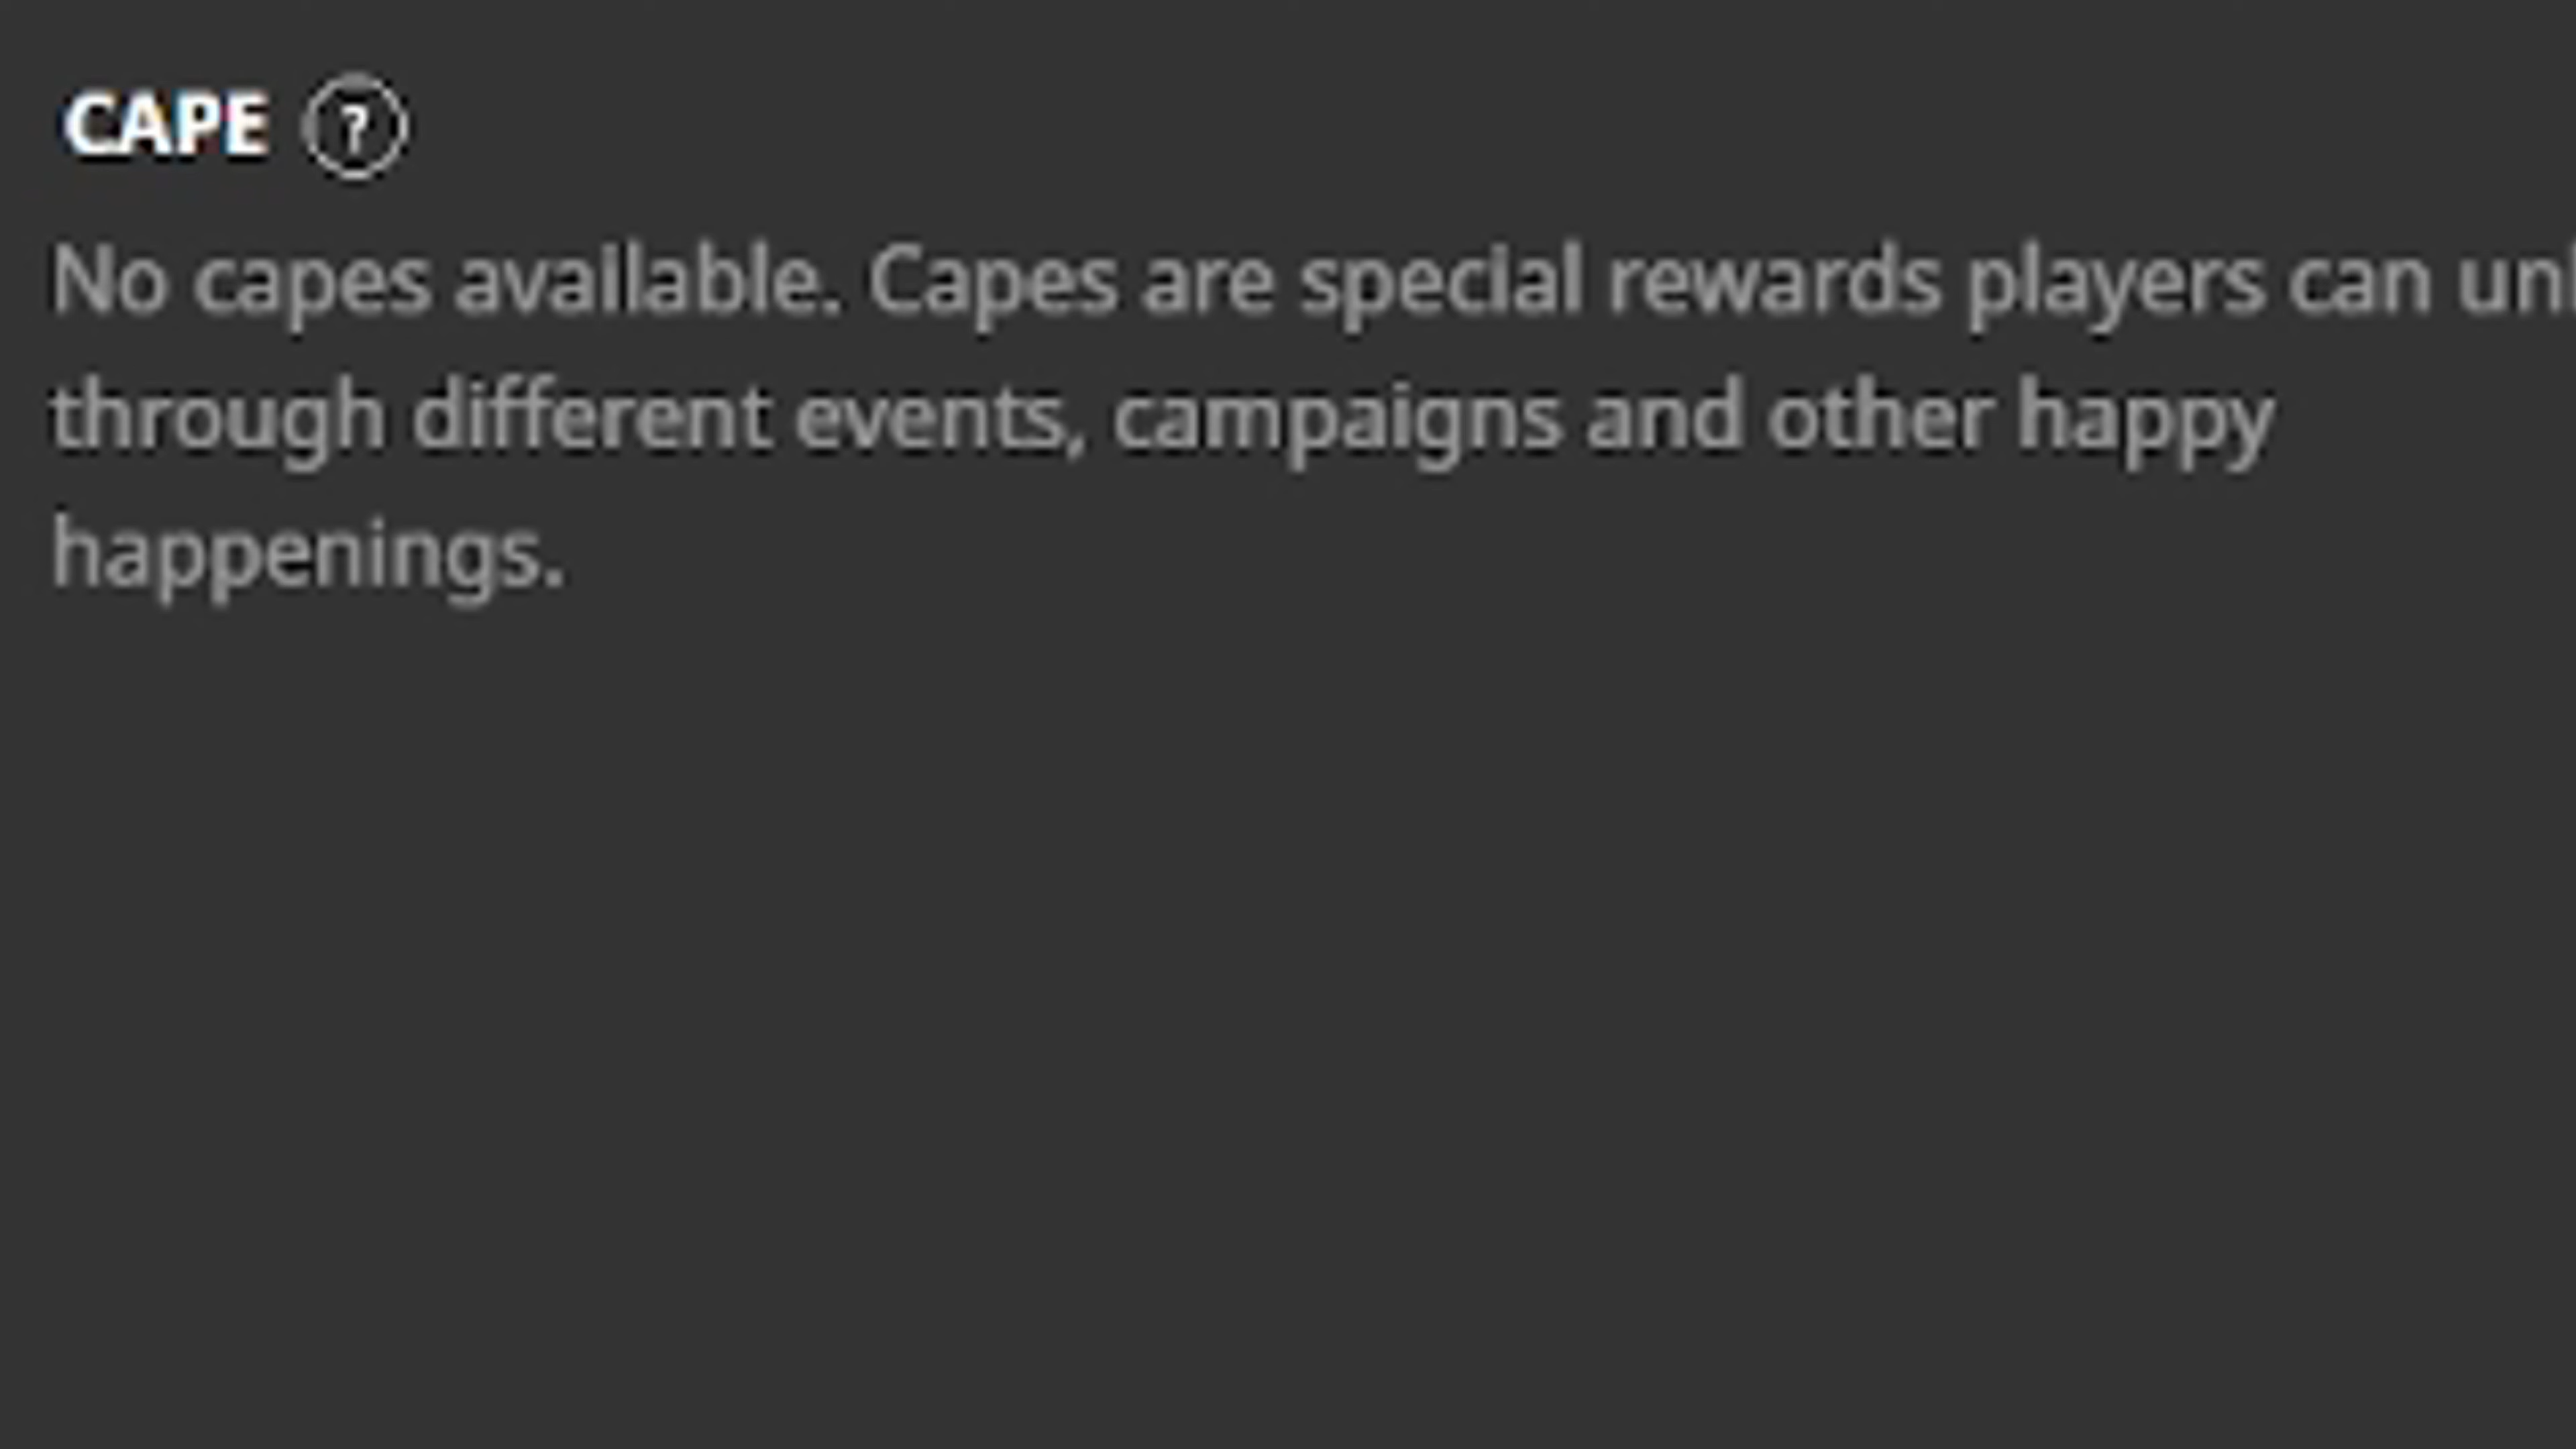 CAPE ?
No capes available. Capes are special rewards players can
through different events, campaigns and other happy
happenings.